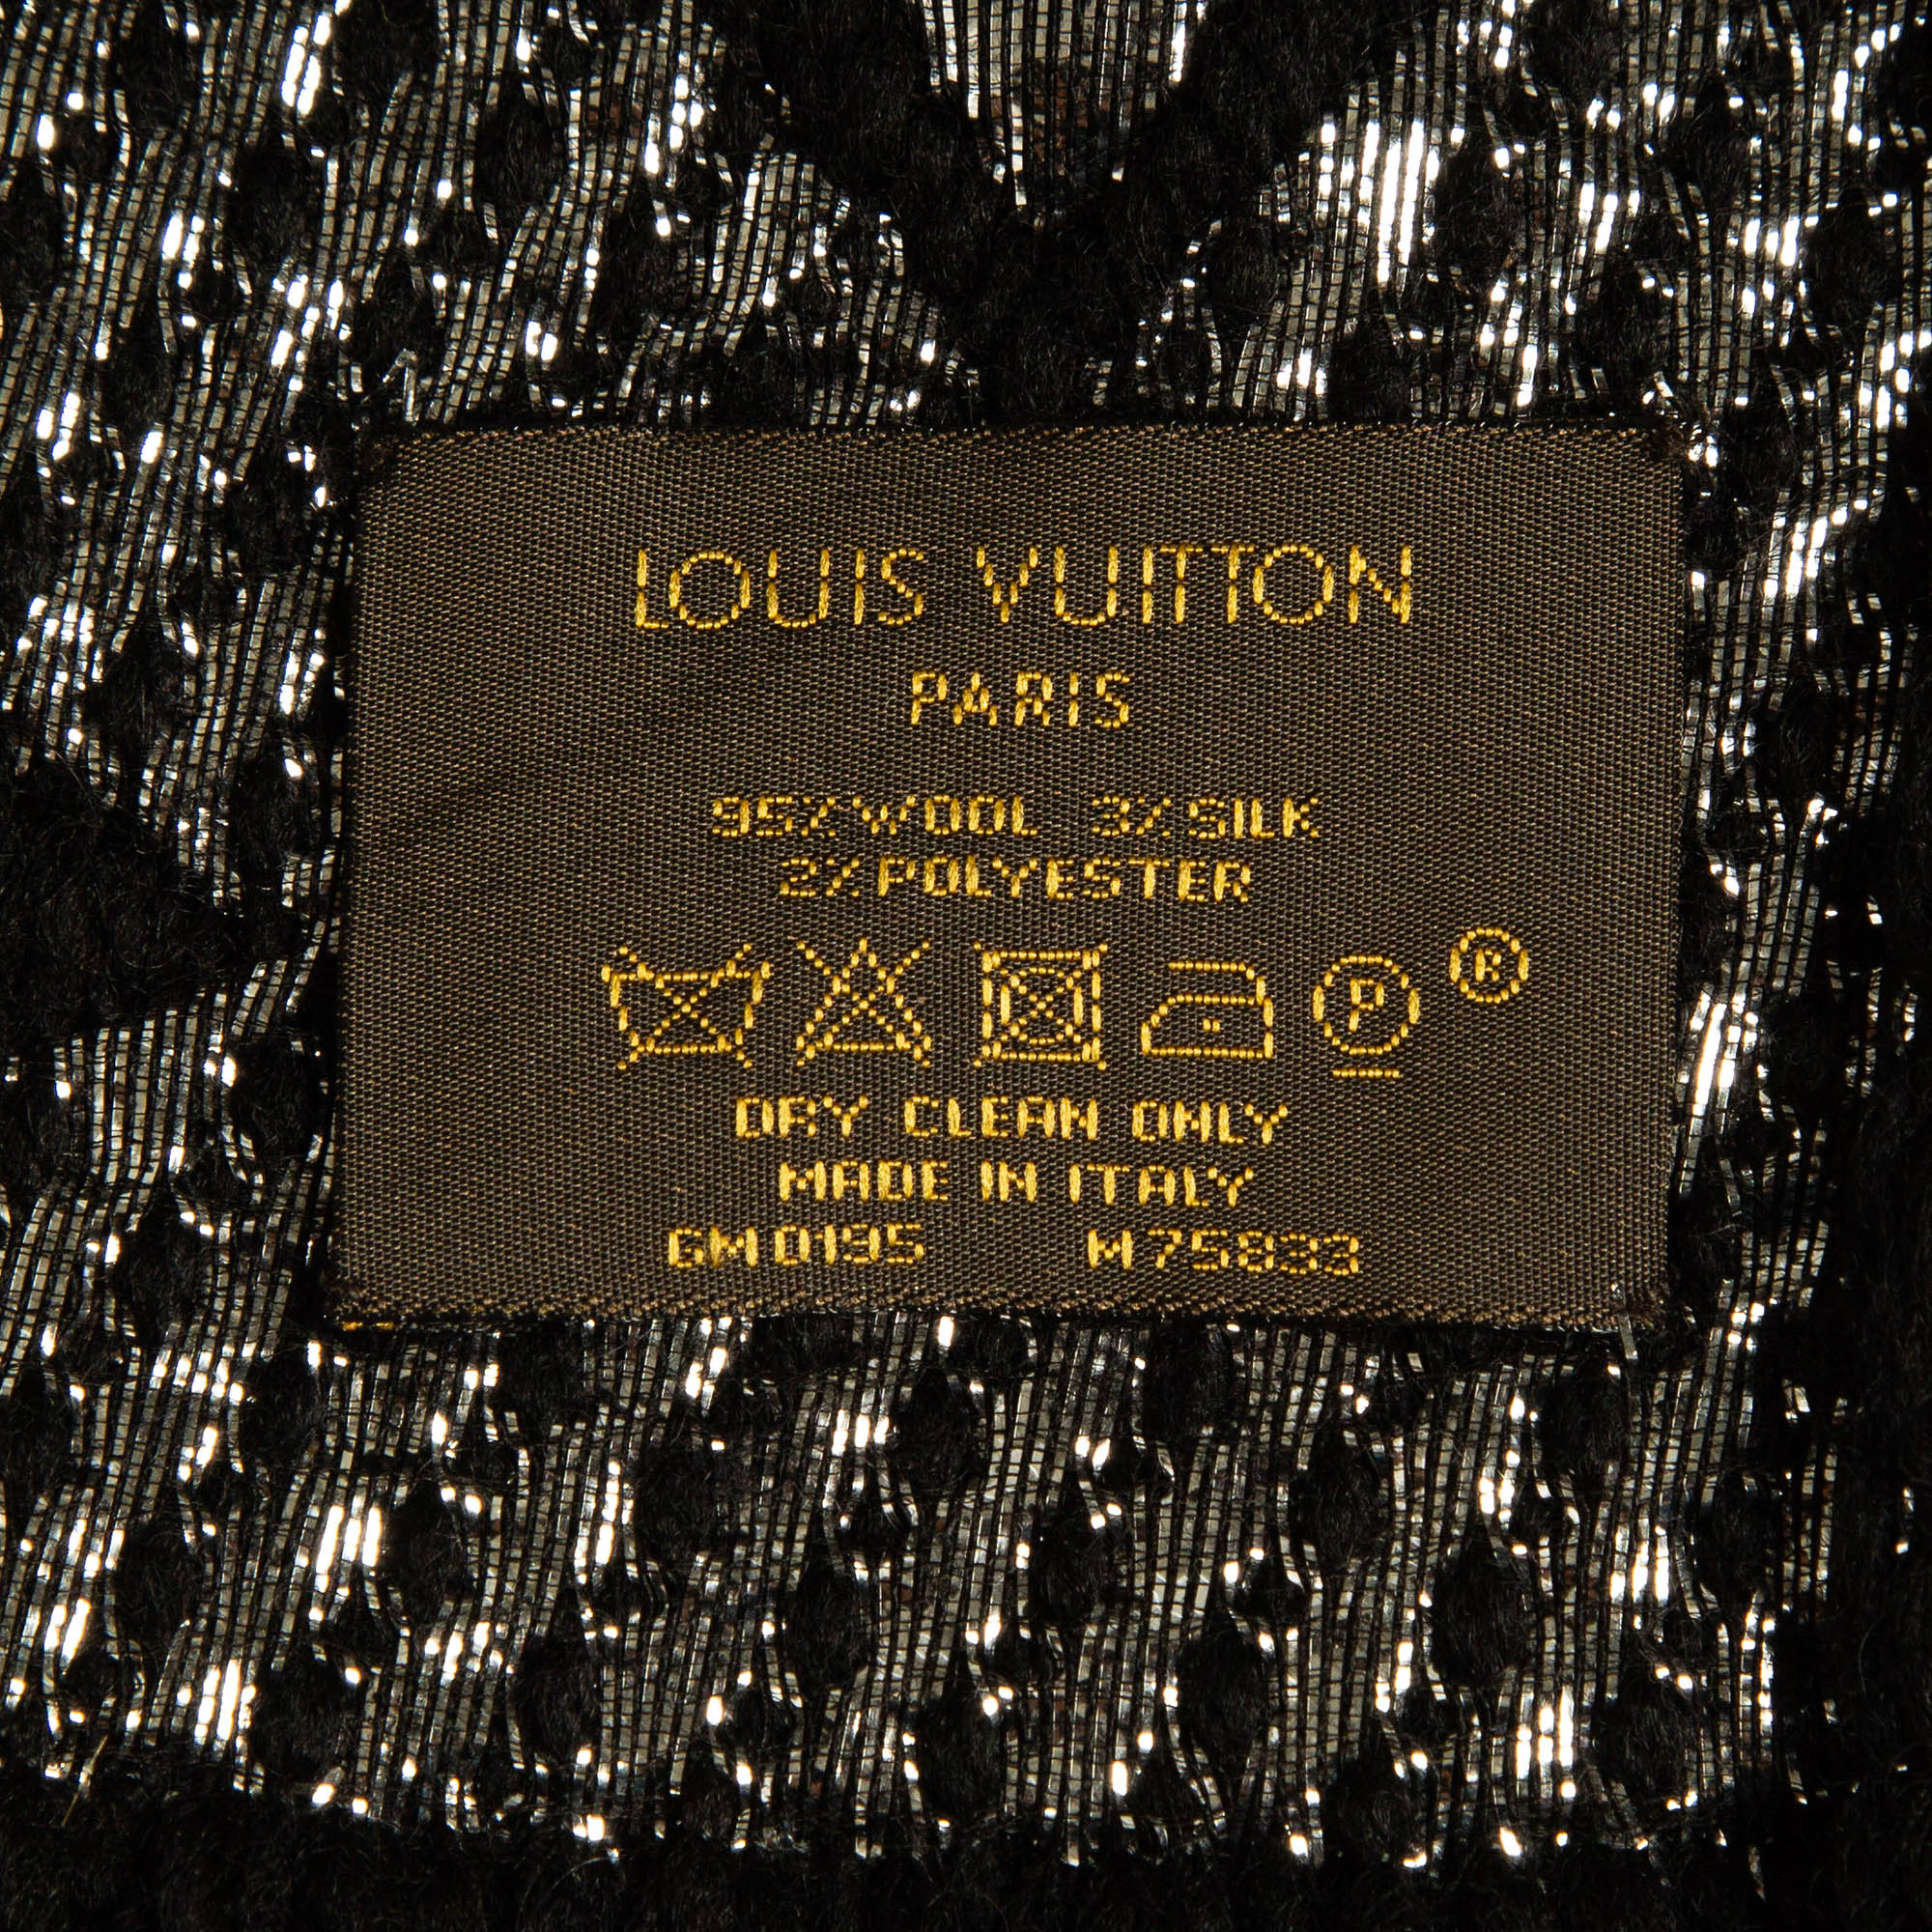 LOUIS VUITTON
PARIS
95% WOOL 3% SILK
2% POLYESTER
P ®
DRY CLEAN ONLY
MADE IN ITALY
GM0195 M75833